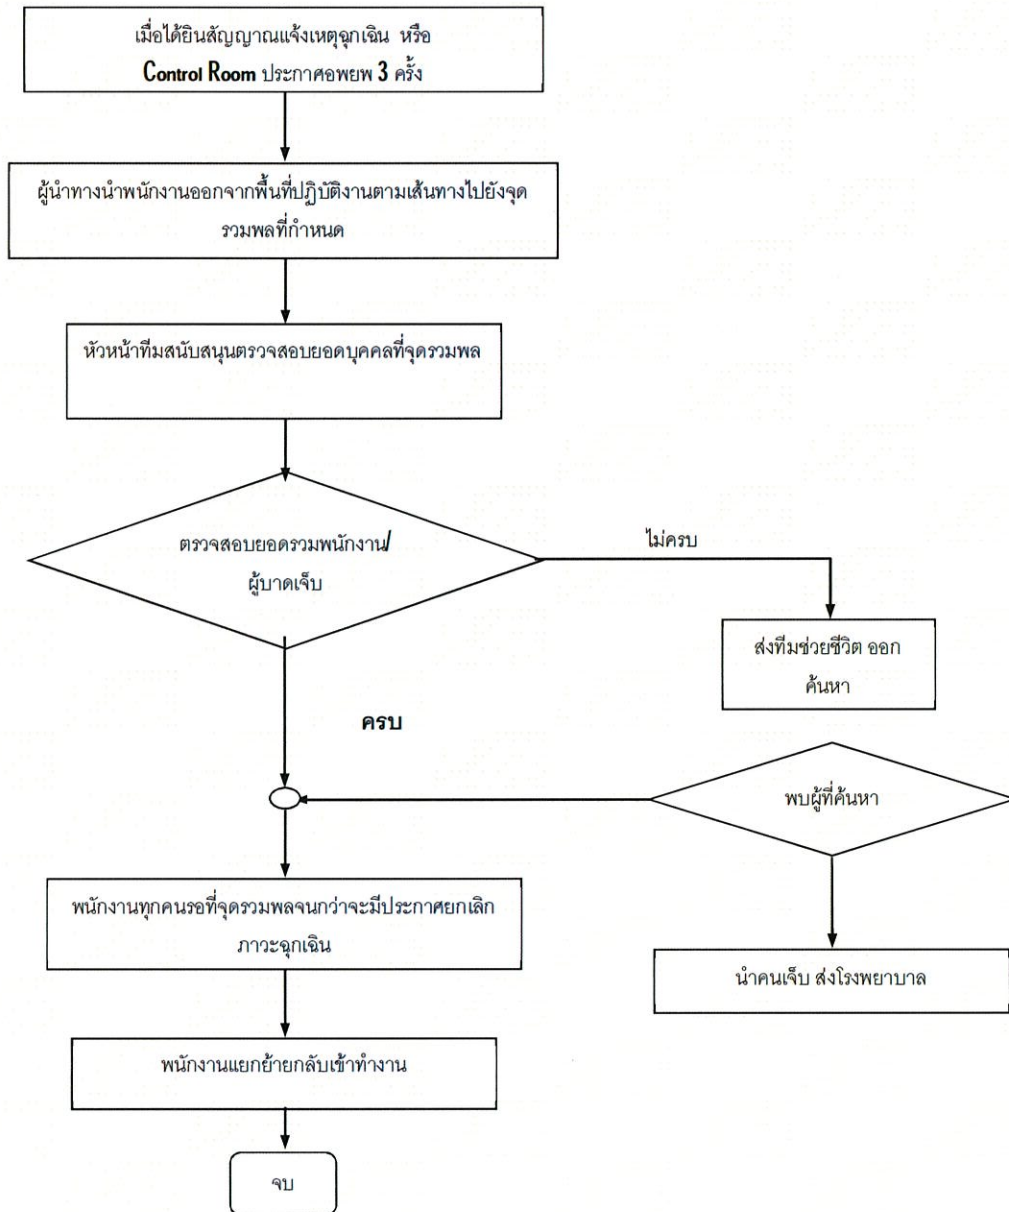 เมื่อได้ยินสัญญาณแจ้งเหตุฉุกเฉิน หรือ
Control Room ประกาศอพยพ 3 ครั้ง
ผู้นำทางนำพนักงานออกจากพื้นที่ปฏิบัติงานตามเส้นทางไปยังจุด
รวมพลที่กำหนด
หัวหน้าทีมสนับสนุนตรวจสอบยอดบุคคลที่จุดรวมพล
ตรวจสอบยอดรวมพนักงาน/
ผู้บาดเจ็บ
ไม่ครบ
ส่งทีมช่วยชีวิต ออก
ค้นหา
ครบ
พบผู้ที่ค้นหา
พนักงานทุกคนรอที่จุดรวมพลจนกว่าจะมีประกาศยกเลิก
ภาวะฉุกเฉิน
นำคนเจ็บ ส่งโรงพยาบาล
พนักงานแยกย้ายกลับเข้าทำงาน
จบ